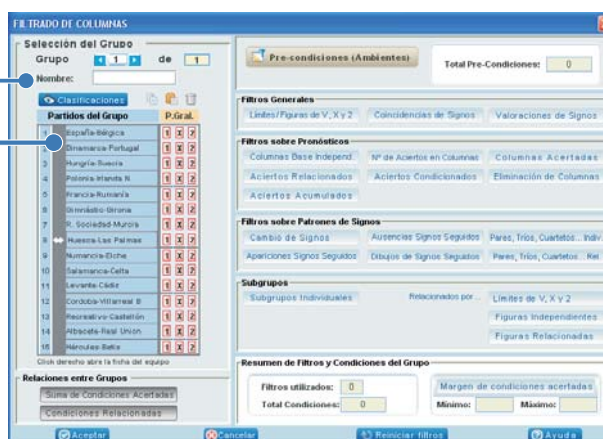 FILTRADO DE COLUMNAS
Selección del Grupo
Grupo 1 de 1
Nombre:
Clasificaciones
Partidos del Grupo P.Gral.
1 España-Bélgica 1 X 2
2 Dinamarca-Portugal 1 X 2
3 Hungría-Suecia 1 X 2
4 Polonia-Irlanda N. 1 X 2
5 Francia-Rumanía 1 X 2
6 Gimnástic-Girona 1 X 2
7 R. Sociedad-Murcia 1 X 2
8 Huesca-Las Palmas 1 X 2
9 Numancia-Elche 1 X 2
10 Salamanca-Celta 1 X 2
11 Levante-Cádiz 1 X 2
12 Cordoba-Villarreal B 1 X 2
13 Recreativo-Castellón 1 X 2
14 Albacete-Real Unión 1 X 2
15 Hércules-Betis 1 X 2
Click derecho abre la ficha del equipo
Relaciones entre Grupos
Suma de Condiciones Acertadas
Condiciones Relacionadas
Pre-condiciones (Ambientes)
Total Pre-Condiciones: 0
Filtros Generales
Límites/Figuras de V, X y 2 Coincidencias de Signos Valoraciones de Signos
Filtros sobre Pronósticos
Columnas Base Independ. Nº de Aciertos en Columnas Columnas Acertadas
Aciertos Relacionados Aciertos Condicionados Eliminación de Columnas
Aciertos Acumulados
Filtros sobre Patrones de Signos
Cambio de Signos Ausencias Signos Seguidos Pares, Tríos, Cuartetos... Indiv.
Apariciones Signos Seguidos Dibujos de Signos Seguidos Pares, Tríos, Cuartetos... Rel.
Subgrupos
Subgrupos Individuales Relacionados por... Límites de V, X y 2
Figuras Independientes
Figuras Relacionadas
Resumen de Filtros y Condiciones del Grupo
Filtros utilizados: 0
Total Condiciones: 0
Margen de condiciones acertadas
Mínimo: Máximo:
Aceptar Cancelar Reiniciar filtros Ayuda